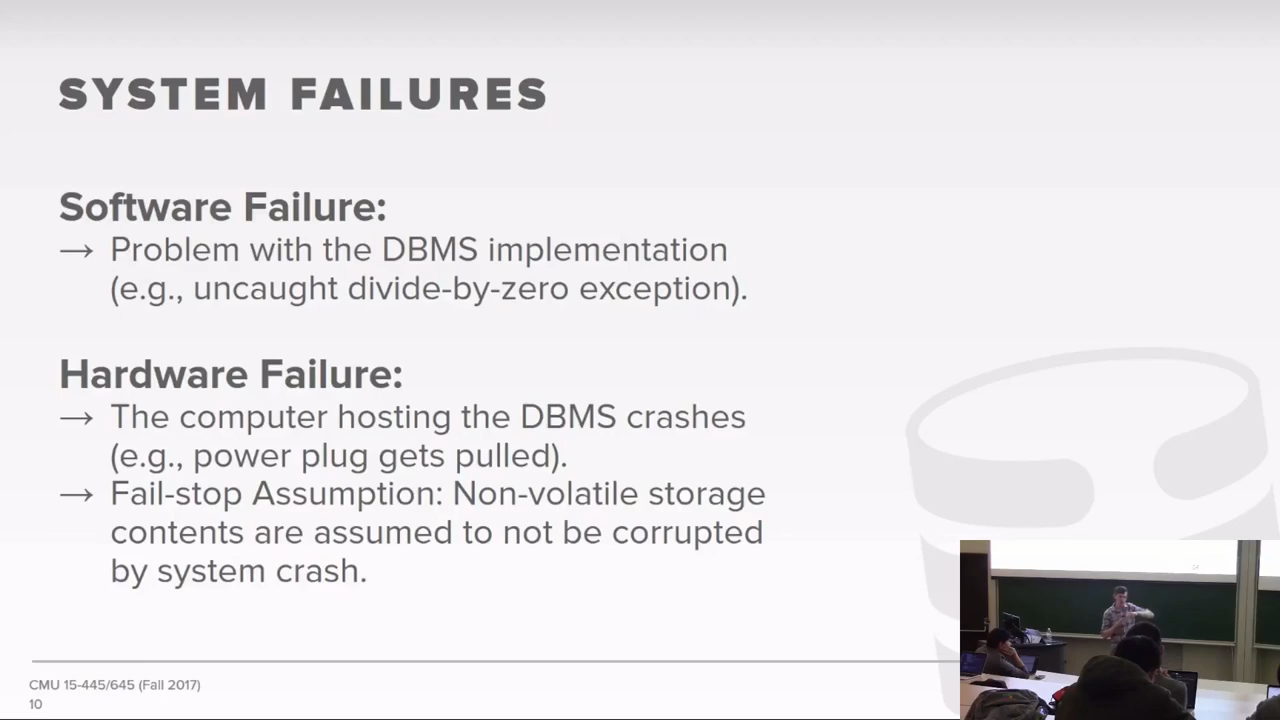 SYSTEM FAILURES
Software Failure:
→ Problem with the DBMS implementation
(e.g., uncaught divide-by-zero exception).
Hardware Failure:
→ The computer hosting the DBMS crashes
(e.g., power plug gets pulled).
→ Fail-stop Assumption: Non-volatile storage
contents are assumed to not be corrupted
by system crash.
CMU 15-445/645 (Fall 2017)
10